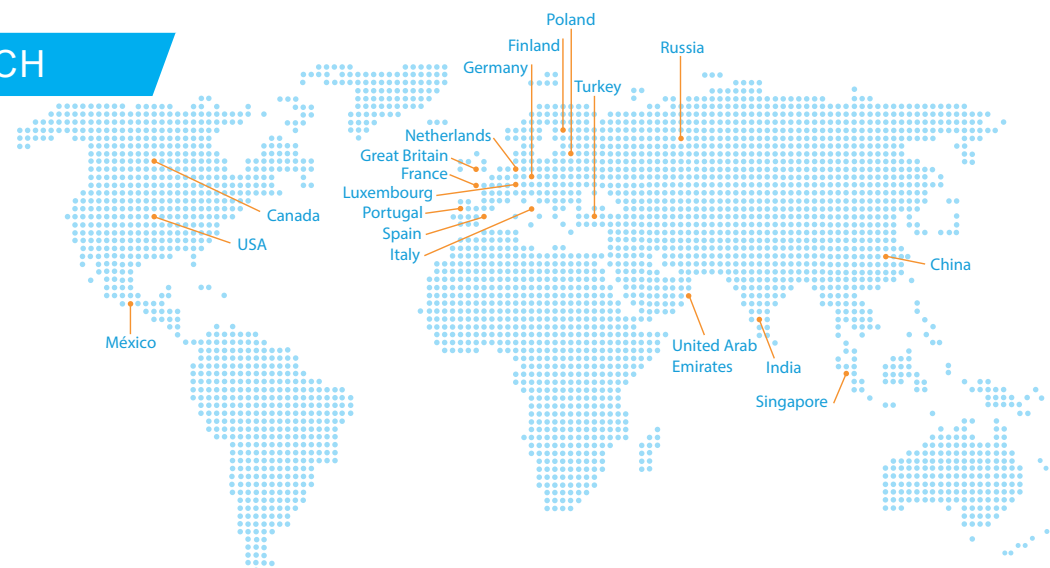 CH
Poland
Finland
Russia
Germany
Turkey
Netherlands
Great Britain
France
Luxembourg
Portugal
Spain
Italy
Canada
USA
México
China
United Arab
Emirates
India
Singapore